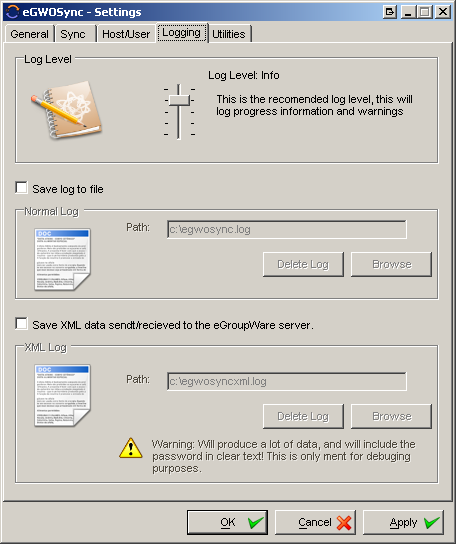 eGWOSync - Settings
General Sync Host/User Logging Utilities
Log Level
Log Level: Info
This is the recomended log level, this will
log progress information and warnings
Save log to file
Normal Log
DOC
Path: c:\egwosync.log
Delete Log Browse
Save XML data sendt/recieved to the eGroupWare server.
XML Log
DOC
Path: c:\egwosyncxml.log
Delete Log Browse
Warning: Will produce a lot of data, and will include the
password in clear text! This is only ment for debuging
purposes.
OK Cancel Apply